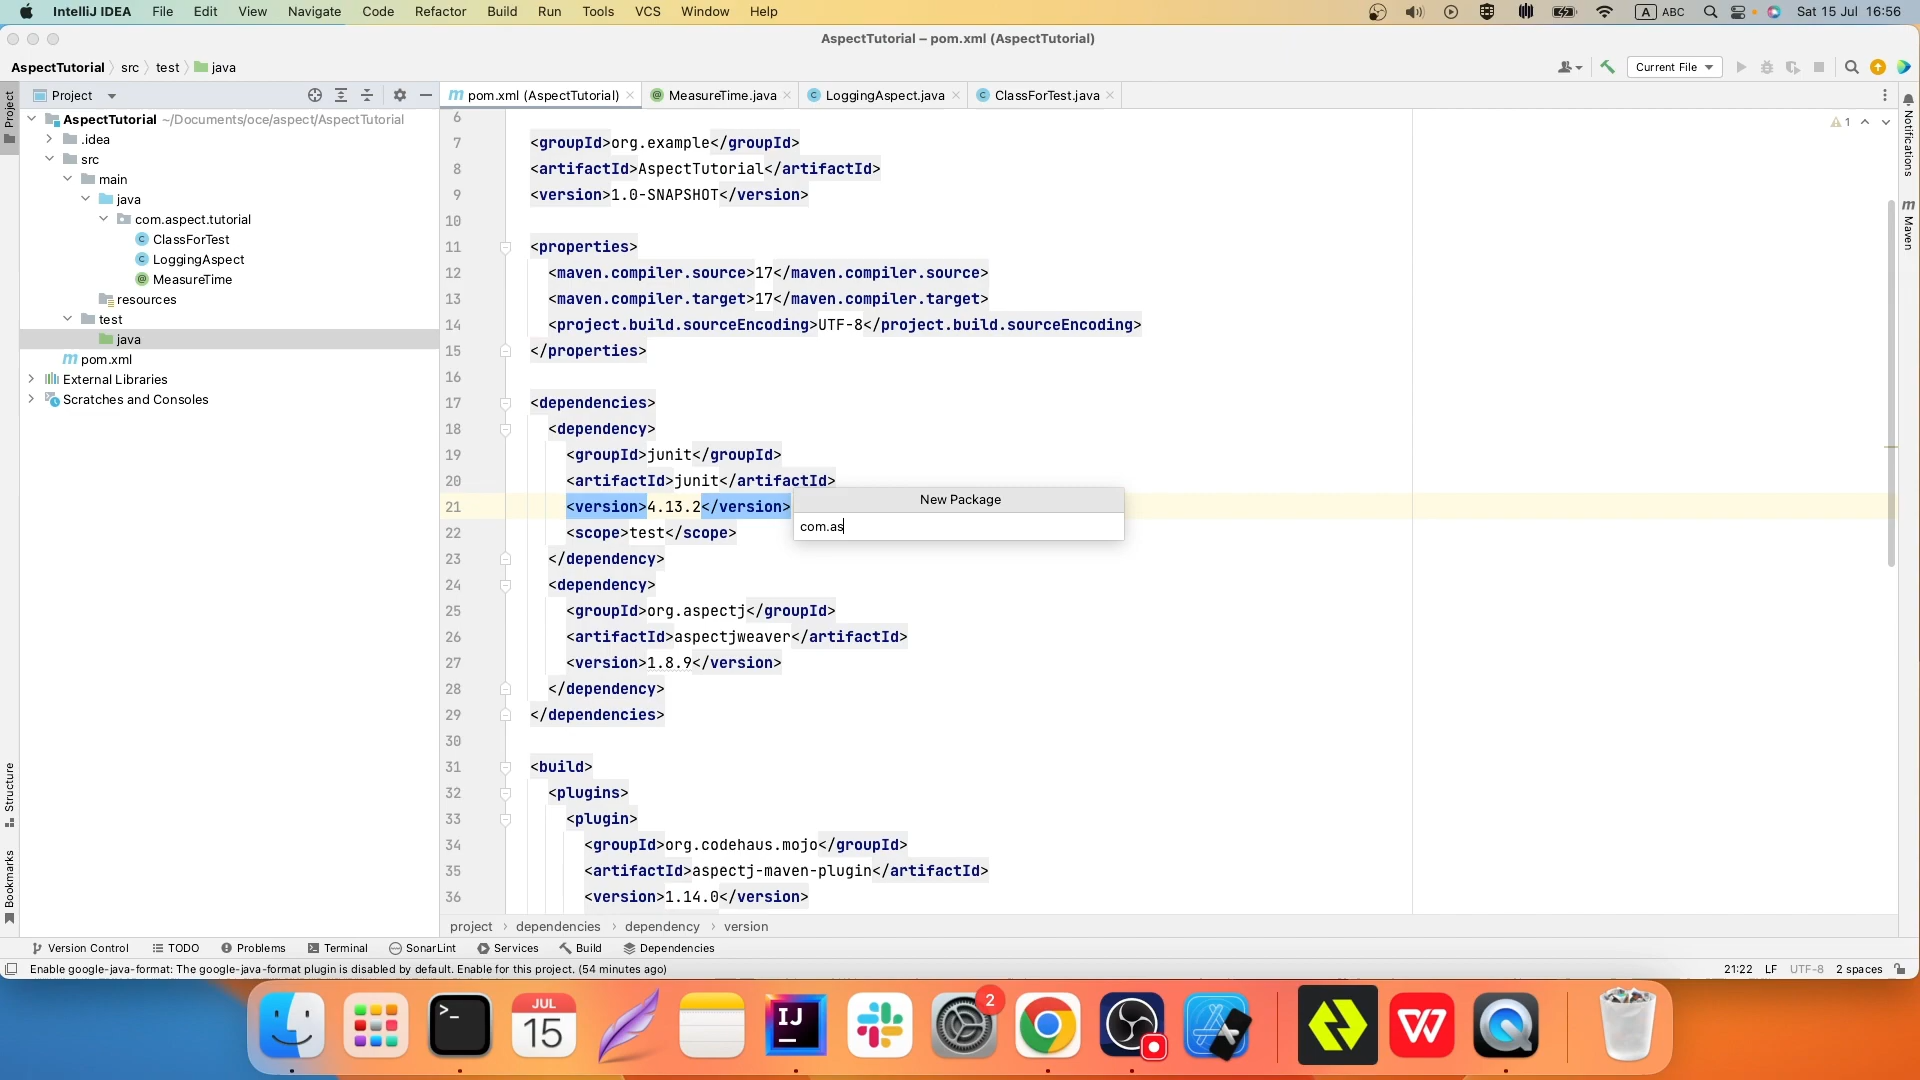 IntelliJ IDEA File Edit View Navigate Code Refactor Build Run Tools VCS Window Help A ABC Sat 15 Jul 16:56
AspectTutorial – pom.xml (AspectTutorial)
AspectTutorial src test java Current File
Project
Project
pom.xml (AspectTutorial) MeasureTime.java LoggingAspect.java ClassForTest.java
AspectTutorial ~/Documents/oce/aspect/AspectTutorial
.idea
src
main
java
com.aspect.tutorial
ClassForTest
LoggingAspect
MeasureTime
resources
test
java
pom.xml
External Libraries
Scratches and Consoles
1
Notifications
Maven
6
7 <groupId>org.example</groupId>
8 <artifactId>AspectTutorial</artifactId>
9 <version>1.0-SNAPSHOT</version>
10
11 <properties>
12 <maven.compiler.source>17</maven.compiler.source>
13 <maven.compiler.target>17</maven.compiler.target>
14 <project.build.sourceEncoding>UTF-8</project.build.sourceEncoding>
15 </properties>
16
17 <dependencies>
18 <dependency>
19 <groupId>junit</groupId>
20 <artifactId>junit</artifactId>
21 <version>4.13.2</version>
22 <scope>test</scope>
23 </dependency>
24 <dependency>
25 <groupId>org.aspectj</groupId>
26 <artifactId>aspectjweaver</artifactId>
27 <version>1.8.9</version>
28 </dependency>
29 </dependencies>
30
31 <build>
32 <plugins>
33 <plugin>
34 <groupId>org.codehaus.mojo</groupId>
35 <artifactId>aspectj-maven-plugin</artifactId>
36 <version>1.14.0</version>
New Package
com.as
Structure
Bookmarks
project dependencies dependency version
Version Control TODO Problems Terminal SonarLint Services Build Dependencies
Enable google-java-format: The google-java-format plugin is disabled by default. Enable for this project. (54 minutes ago) 21:22 LF UTF-8 2 spaces
JUL
15
IJ
2
W